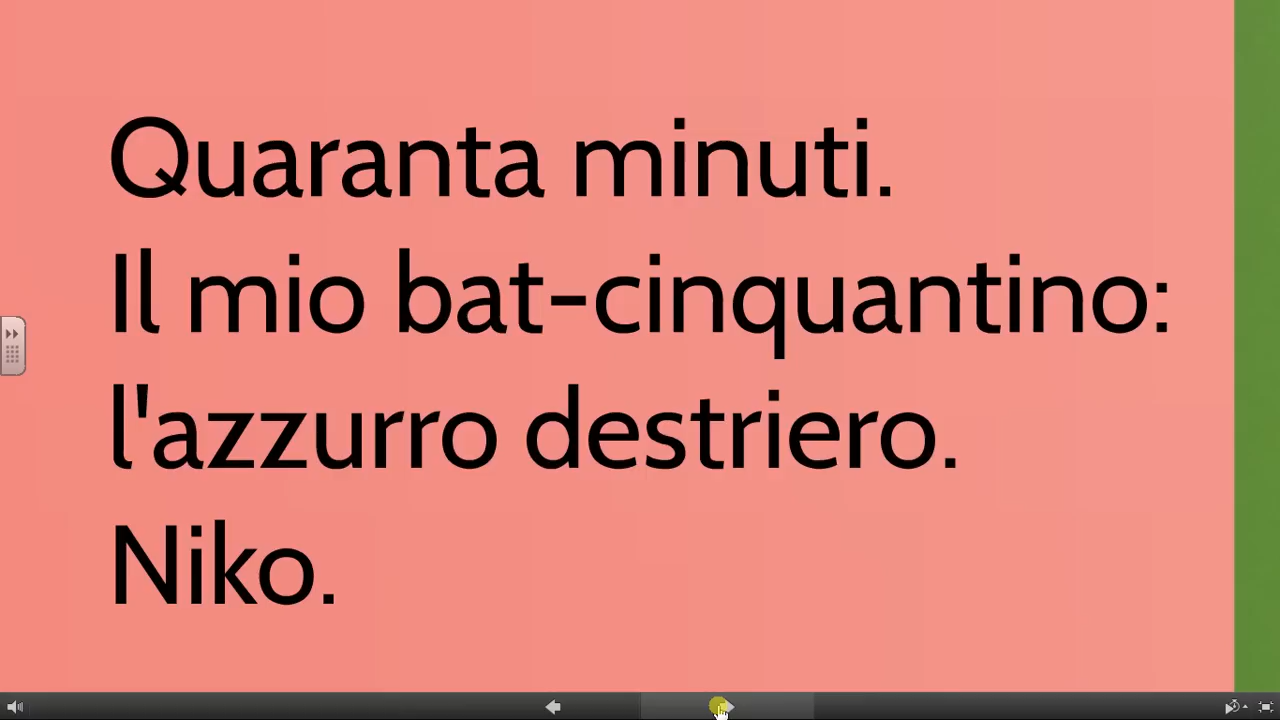 Quaranta minuti.
Il mio bat-cinquantino:
l'azzurro destriero.
Niko.